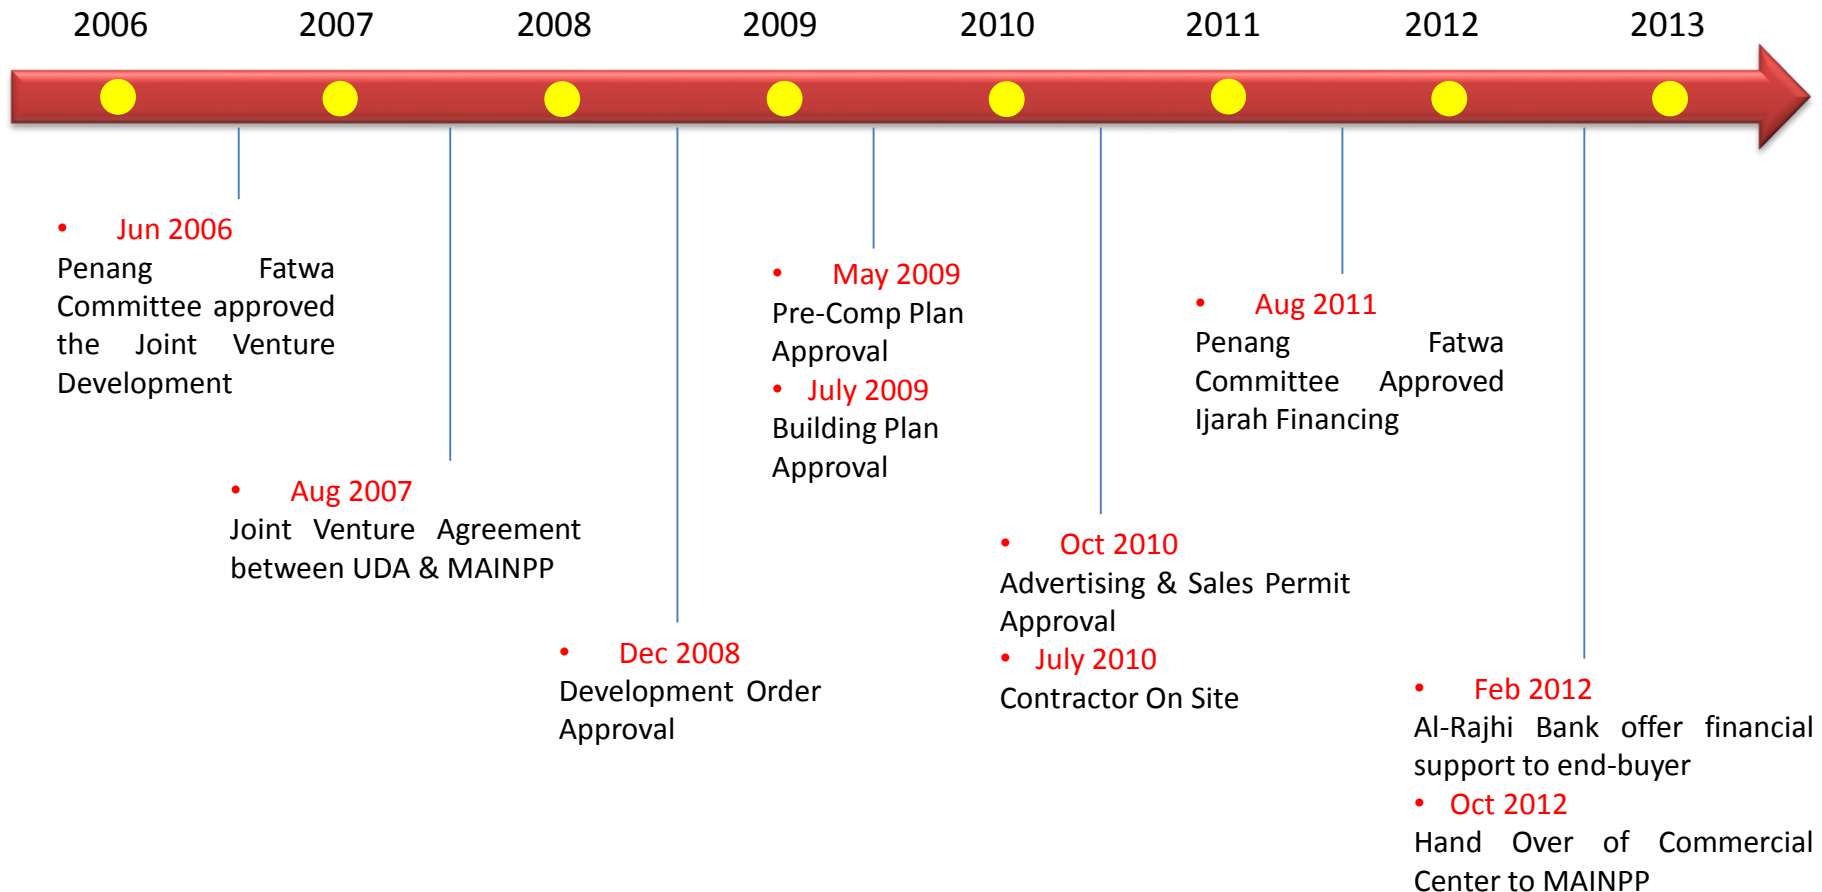 2006 2007 2008 2009 2010 2011 2012 2013
• Jun 2006
Penang Fatwa
Committee approved
the Joint Venture
Development
• Aug 2007
Joint Venture Agreement
between UDA & MAINPP
• Dec 2008
Development Order
Approval
• May 2009
Pre-Comp Plan
Approval
• July 2009
Building Plan
Approval
• Oct 2010
Advertising & Sales Permit
Approval
• July 2010
Contractor On Site
• Aug 2011
Penang Fatwa
Committee Approved
Ijarah Financing
• Feb 2012
Al-Rajhi Bank offer financial
support to end-buyer
• Oct 2012
Hand Over of Commercial
Center to MAINPP